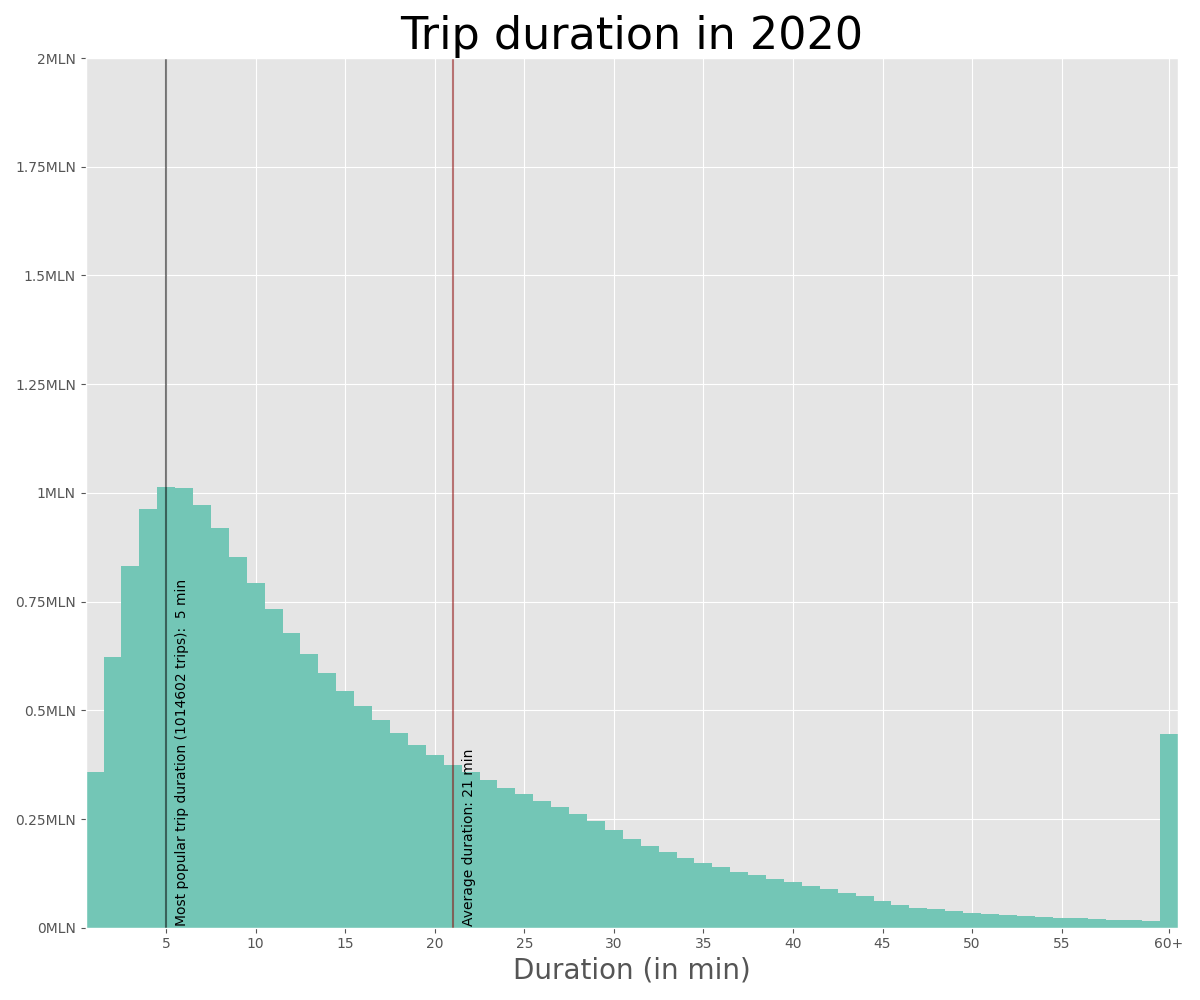 Trip duration in 2020
2MLN
1.75MLN
1.5MLN
1.25MLN
1MLN
0.75MLN
0.5MLN
0.25MLN
0MLN
Most popular trip duration (1014602 trips):  5 min
Average duration: 21 min
5 10 15 20 25 30 35 40 45 50 55 60+
Duration (in min)